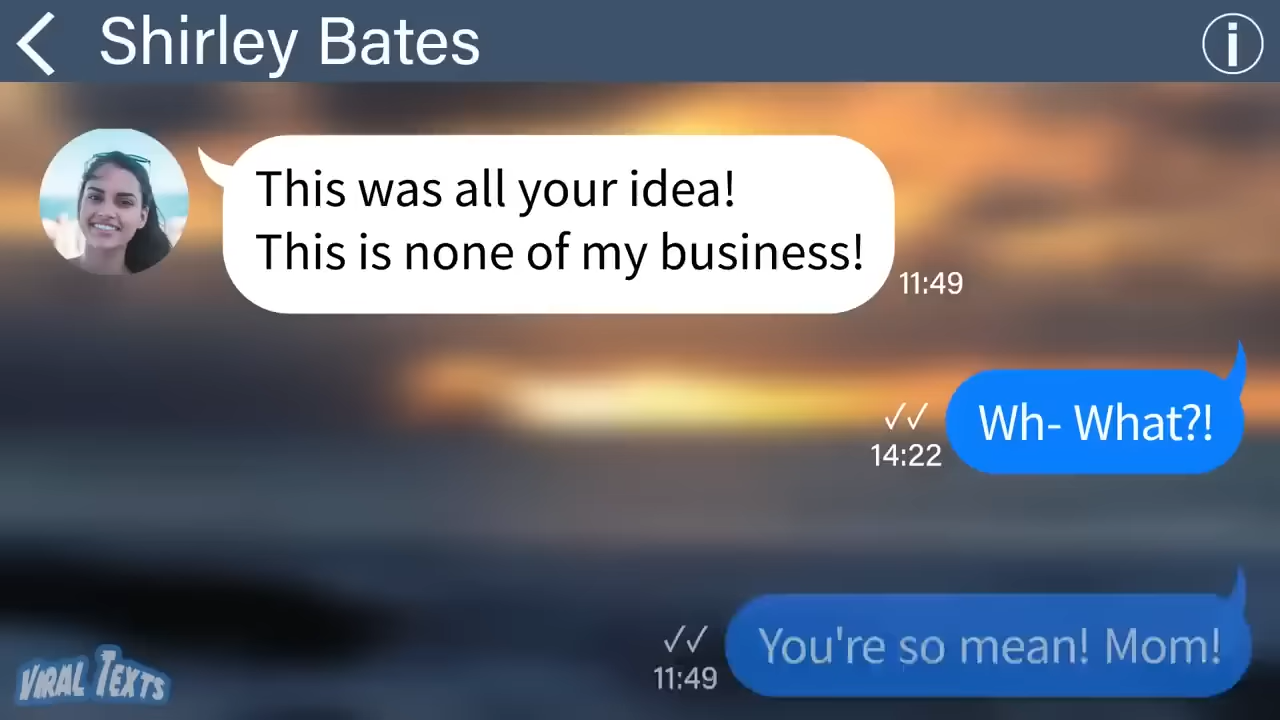 Shirley Bates
This was all your idea!
This is none of my business!
11:49
Wh- What?!
14:22
You're so mean! Mom!
11:49
VIRAL TEXTS